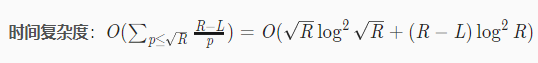 时间复杂度：$O(\sum_{p\leq\sqrt{R}} \frac{R-L}{p}) = O(\sqrt{R}\log^2\sqrt{R} + (R-L)\log^2 R)$